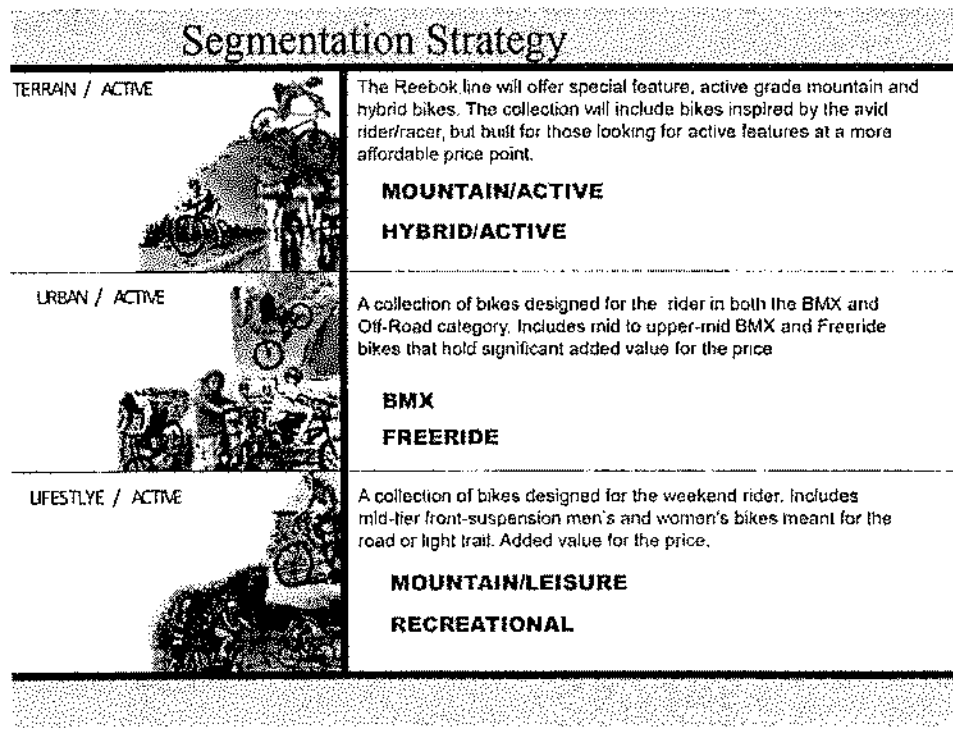 Segmentation Strategy
TERRAIN / ACTIVE
The Reebok line will offer special feature, active grade mountain and
hybrid bikes. The collection will include bikes inspired by the avid
rider/racer, but built for those looking for active features at a more
affordable price point.
MOUNTAIN/ACTIVE
HYBRID/ACTIVE
URBAN / ACTIVE
A collection of bikes designed for the rider in both the BMX and
Off-Road category. Includes mid to upper-mid BMX and Freeride
bikes that hold significant added value for the price
BMX
FREERIDE
LIFESTLYE / ACTIVE
A collection of bikes designed for the weekend rider. Includes
mid-tier front-suspension men's and women's bikes meant for the
road or light trail. Added value for the price.
MOUNTAIN/LEISURE
RECREATIONAL